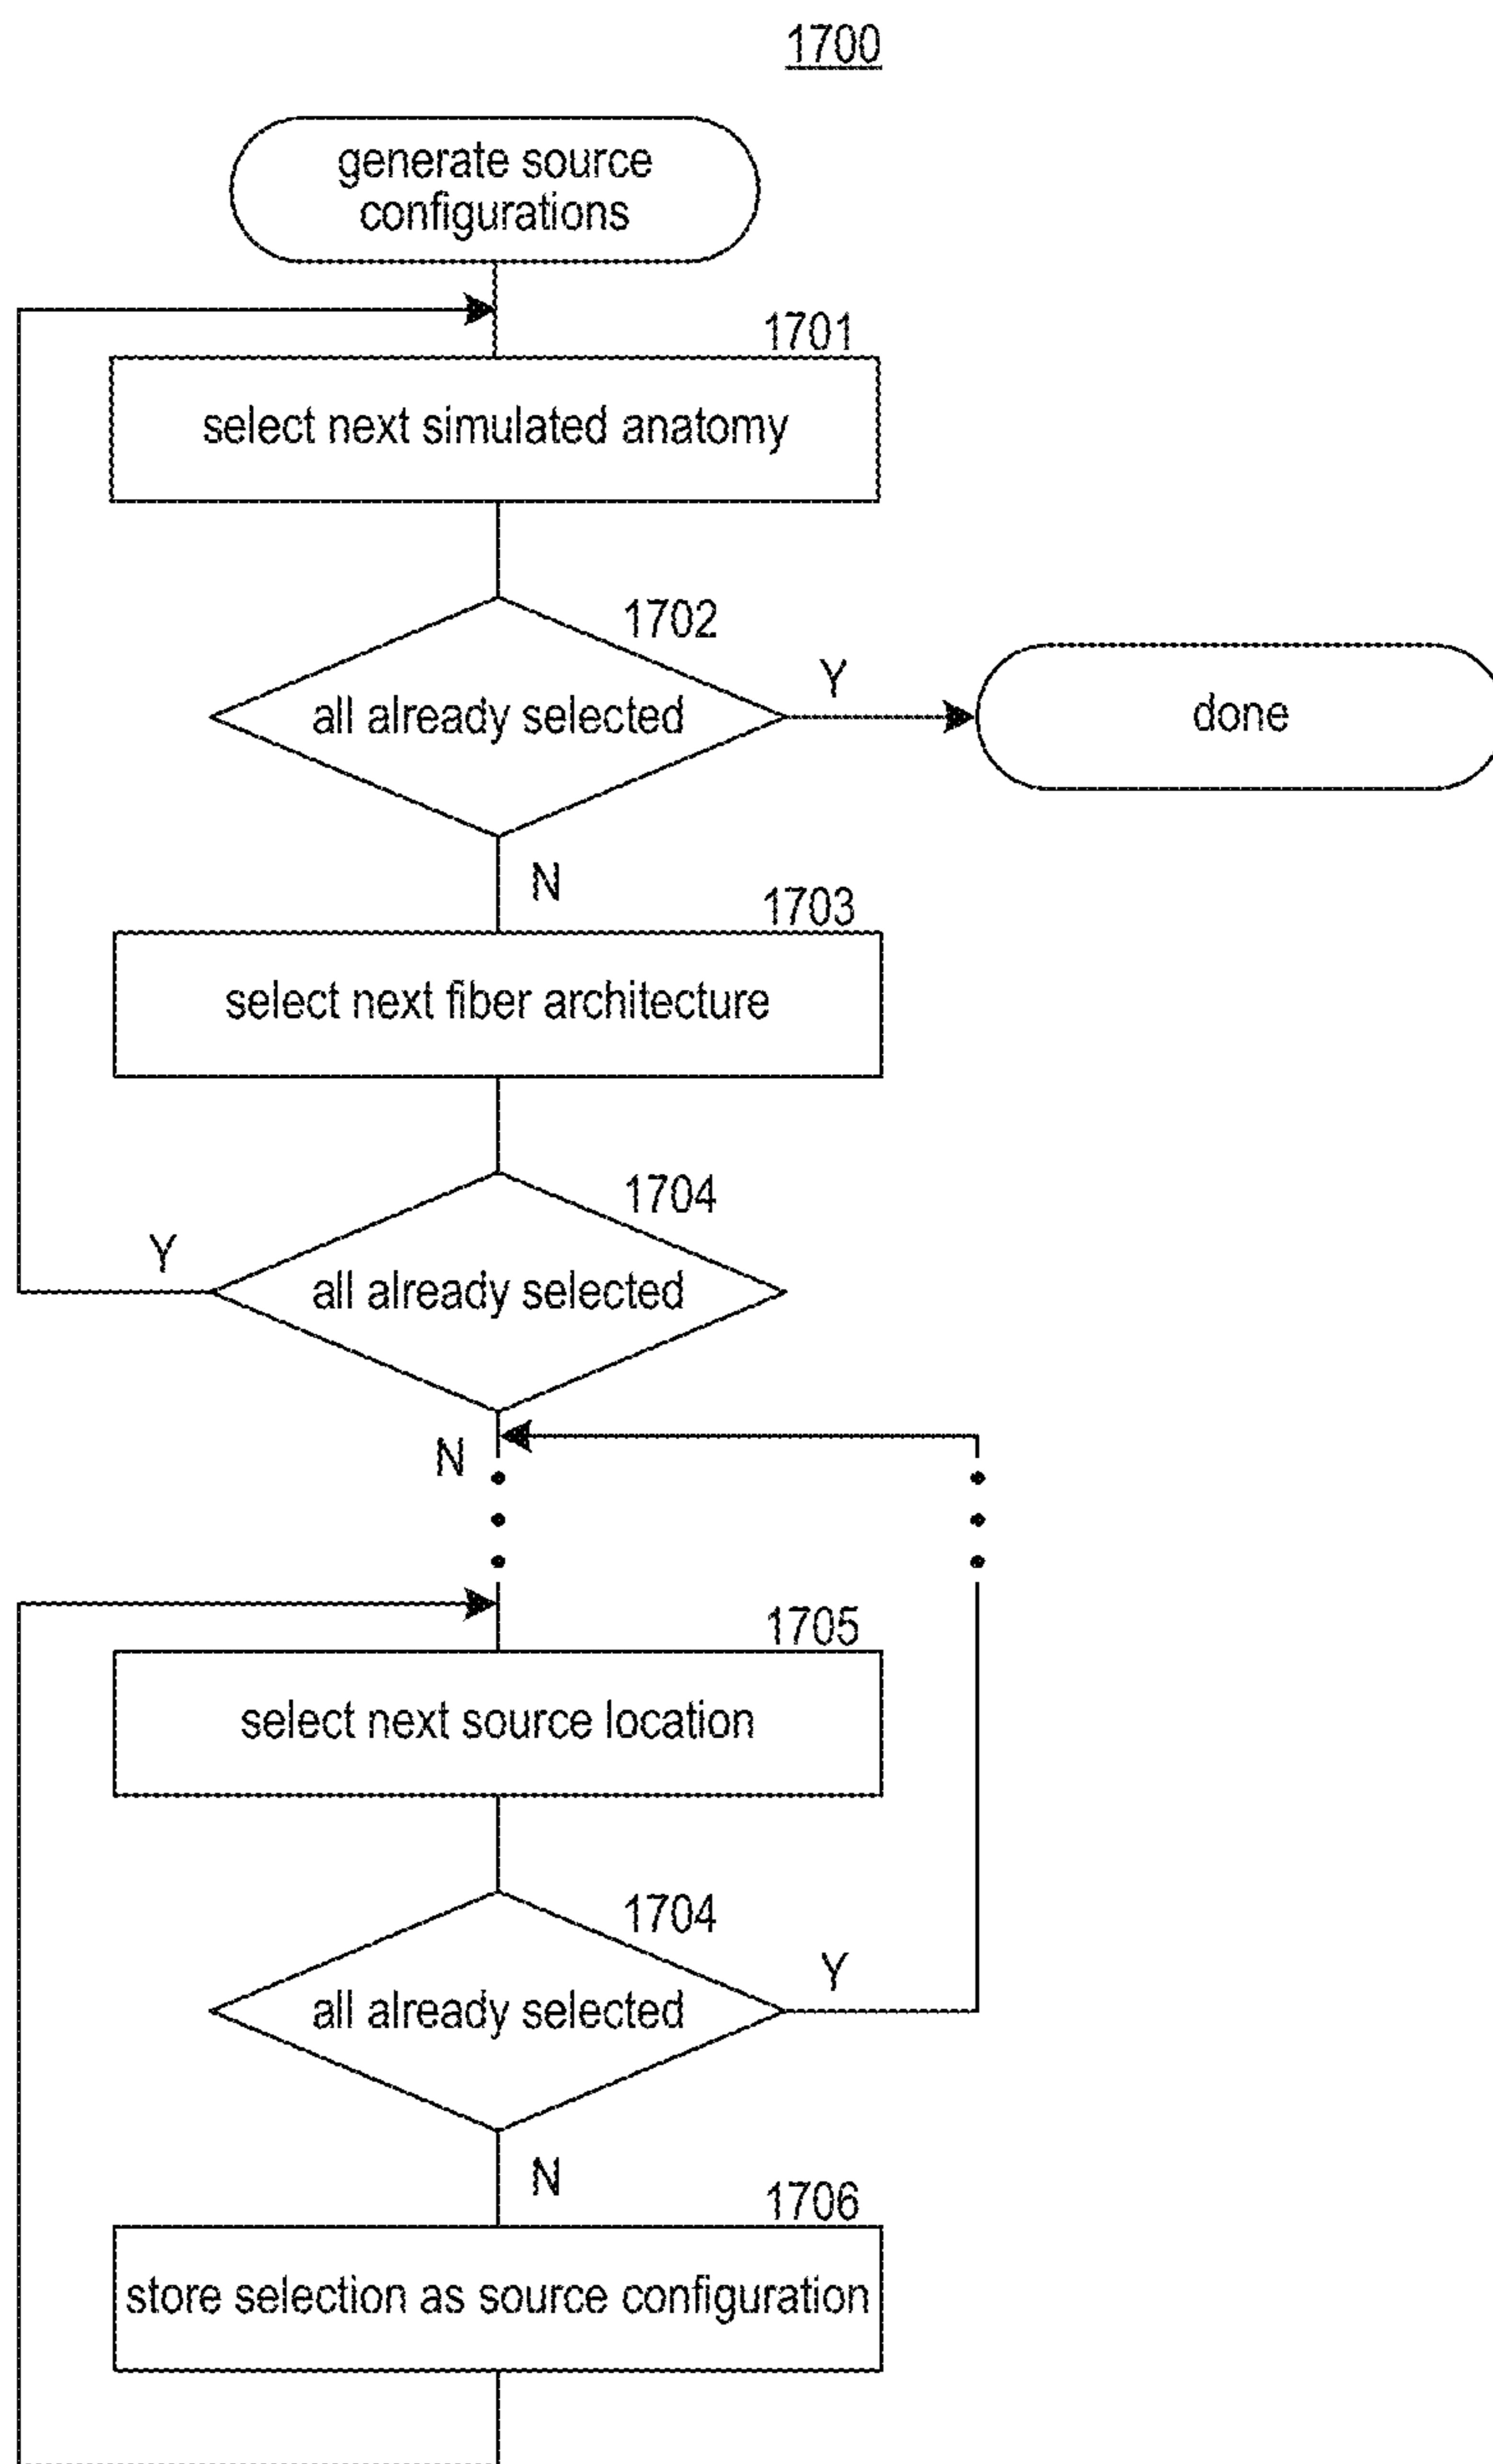 1700
generate source
configurations
1701
select next simulated anatomy
1702
all already selected
Y
done
N
1703
select next fiber architecture
1704
Y
all already selected
N
1705
select next source location
1704
all already selected
Y
N
1706
store selection as source configuration